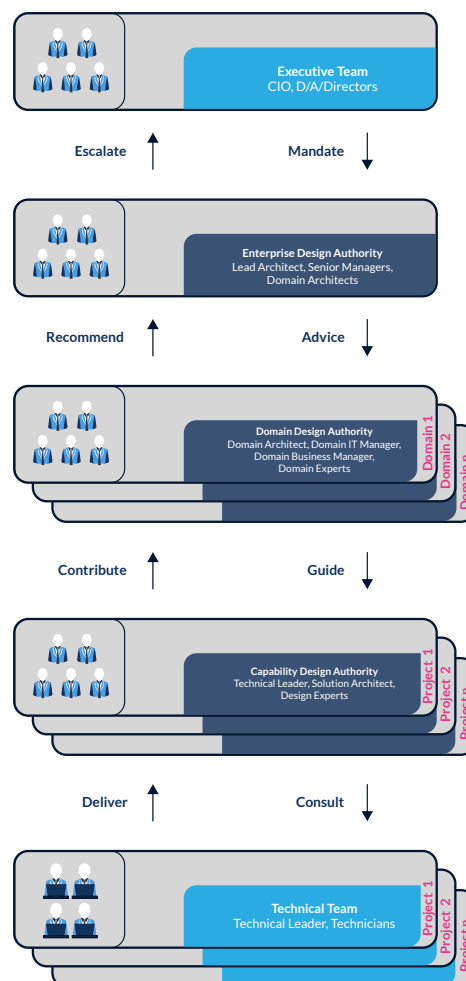 Executive Team
CIO, D/A/Directors
Escalate
Mandate
Enterprise Design Authority
Lead Architect, Senior Managers,
Domain Architects
Recommend
Advice
Domain Design Authority
Domain Architect, Domain IT Manager,
Domain Business Manager,
Domain Experts
Domain 1
Domain 2
Domain n
Contribute
Guide
Capability Design Authority
Technical Leader, Solution Architect,
Design Experts
Project 1
Project 2
Project n
Deliver
Consult
Technical Team
Technical Leader, Technicians
Project 1
Project 2
Project n